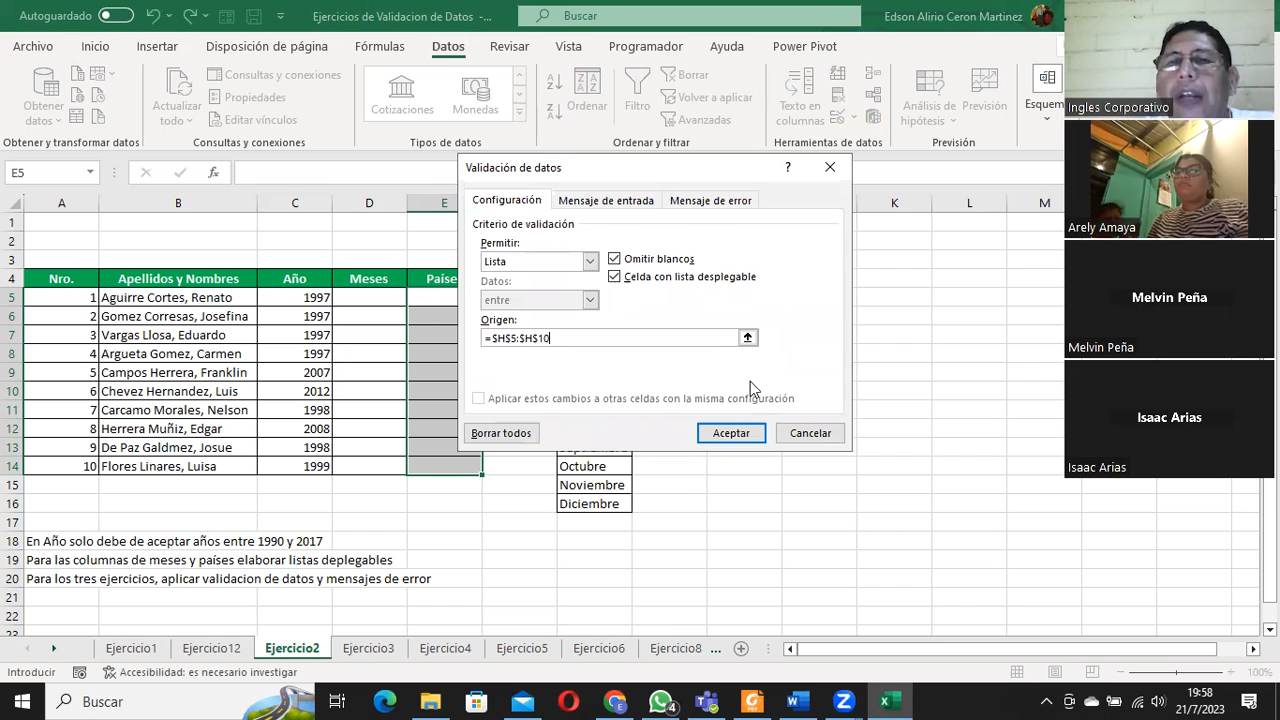 Autoguardado
Ejercicios de Validacion de Datos -...
Buscar
Edson Alirio Ceron Martinez
Archivo Inicio Insertar Disposición de página Fórmulas Datos Revisar Vista Programador Ayuda Power Pivot
Obtener datos
Consultas y conexiones
Propiedades
Editar vínculos
Actualizar todo
Cotizaciones
Monedas
Ordenar
Filtro
Borrar
Volver a aplicar
Avanzadas
Texto en columnas
Análisis de hipótesis
Previsión
Esquem
Obtener y transformar datos
Consultas y conexiones
Tipos de datos
Ordenar y filtrar
Herramientas de datos
Previsión
Ingles Corporativo
Arely Amaya
Melvin Peña
Melvin Peña
Isaac Arias
Isaac Arias
E5
fx
Validación de datos
?
Configuración Mensaje de entrada Mensaje de error
Criterio de validación
Permitir:
Lista
Omitir blancos
Celda con lista desplegable
Datos:
entre
Origen:
=$H$5:$H$10
Aplicar estos cambios a otras celdas con la misma configuración
Borrar todos Aceptar Cancelar
A B C D E K L M
1
2
3
4 Nro. Apellidos y Nombres Año Meses Paíse
5 1 Aguirre Cortes, Renato 1997
6 2 Gomez Corresas, Josefina 1997
7 3 Vargas Llosa, Eduardo 1997
8 4 Argueta Gomez, Carmen 1997
9 5 Campos Herrera, Franklin 2007
10 6 Chevez Hernandez, Luis 2012
11 7 Carcamo Morales, Nelson 1998
12 8 Herrera Muñiz, Edgar 2008
13 9 De Paz Galdmez, Josue 1997
14 10 Flores Linares, Luisa 1999 Octubre
15 Noviembre
16 Diciembre
17
18 En Año solo debe de aceptar años entre 1990 y 2017
19 Para las columnas de meses y países elaborar listas deplegables
20 Para los tres ejercicios, aplicar validacion de datos y mensajes de error
21
22
23
Ejercicio1 Ejercicio12 Ejercicio2 Ejercicio3 Ejercicio4 Ejercicio5 Ejercicio6 Ejercicio8 ...
Introducir
Accesibilidad: es necesario investigar
100%
Buscar
4
19:58
21/7/2023